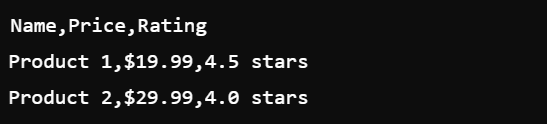 Name,Price,Rating
Product 1,$19.99,4.5 stars
Product 2,$29.99,4.0 stars